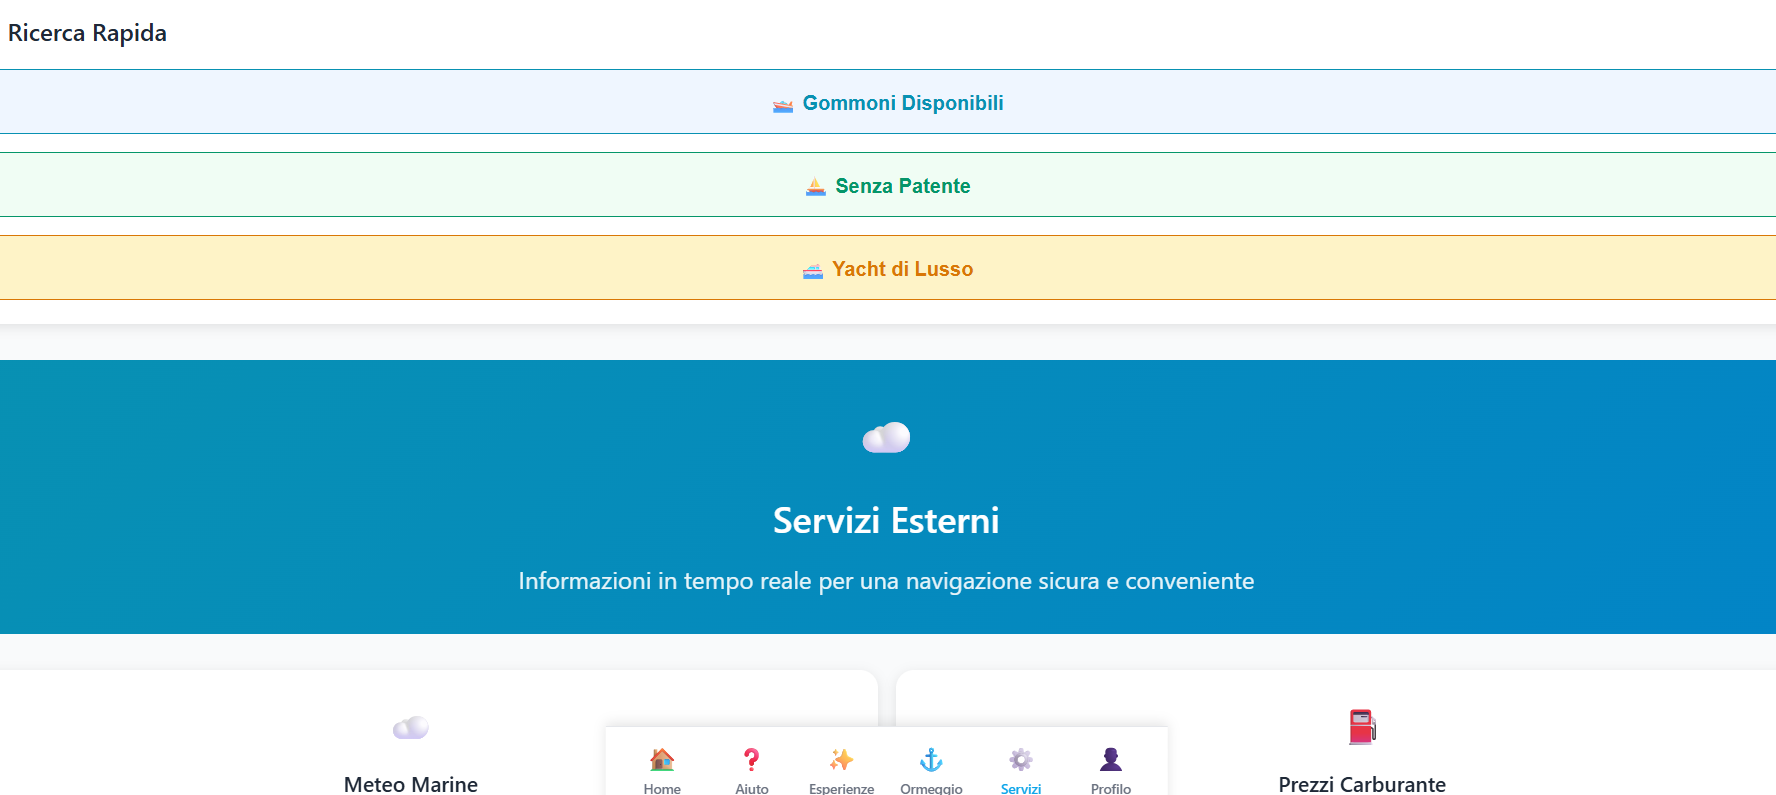 Ricerca Rapida
Gommoni Disponibili
Senza Patente
Yacht di Lusso
Servizi Esterni
Informazioni in tempo reale per una navigazione sicura e conveniente
Meteo Marine
Prezzi Carburante
Home
Aiuto
Esperienze
Ormeggio
Servizi
Profilo